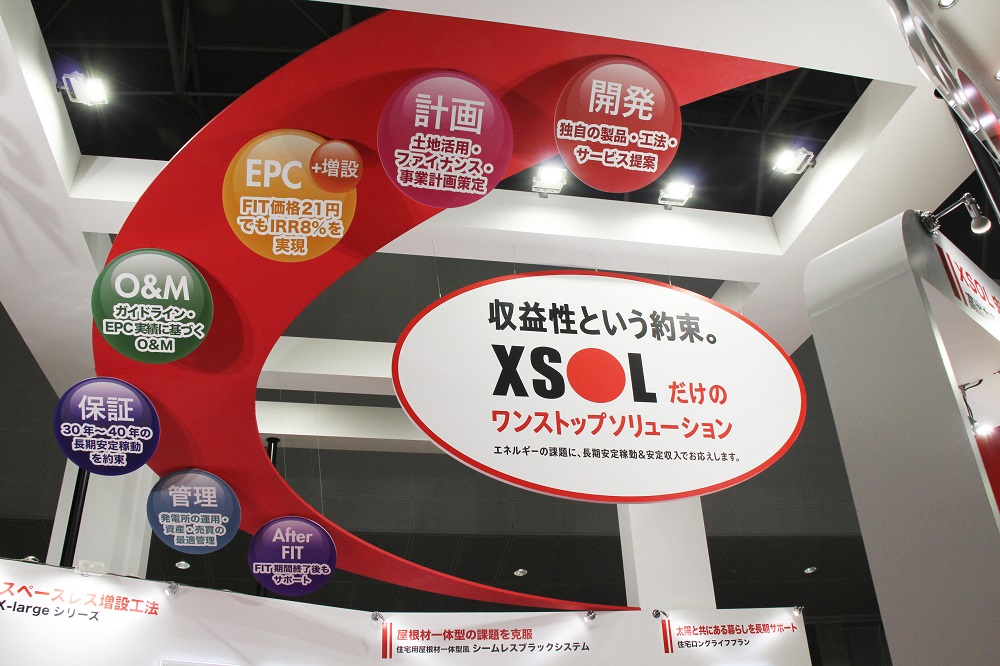 開発
独自の製品・工法・
サービス提案
計画
土地活用・
ファイナンス・
事業計画策定
EPC
+増設
FIT価格21円
でもIRR8%を
実現
O&M
ガイドライン・
EPC実績に基づく
O&M
保証
30年～40年の
長期安定稼動
を約束
管理
発電所の運用・
資産・売買の
最適管理
After
FIT
FIT期間終了後も
サポート
収益性という約束。
XSOL だけの
ワンストップソリューション
エネルギーの課題に、長期安定稼動&安定収入でお応えします。
XSOL
スペースレス増設工法
X-large シリーズ
屋根材一体型の課題を克服
住宅用屋根材一体型風 シームレスブラックシステム
太陽と共にある暮らしを長期サポート
住宅ロングライフプラン